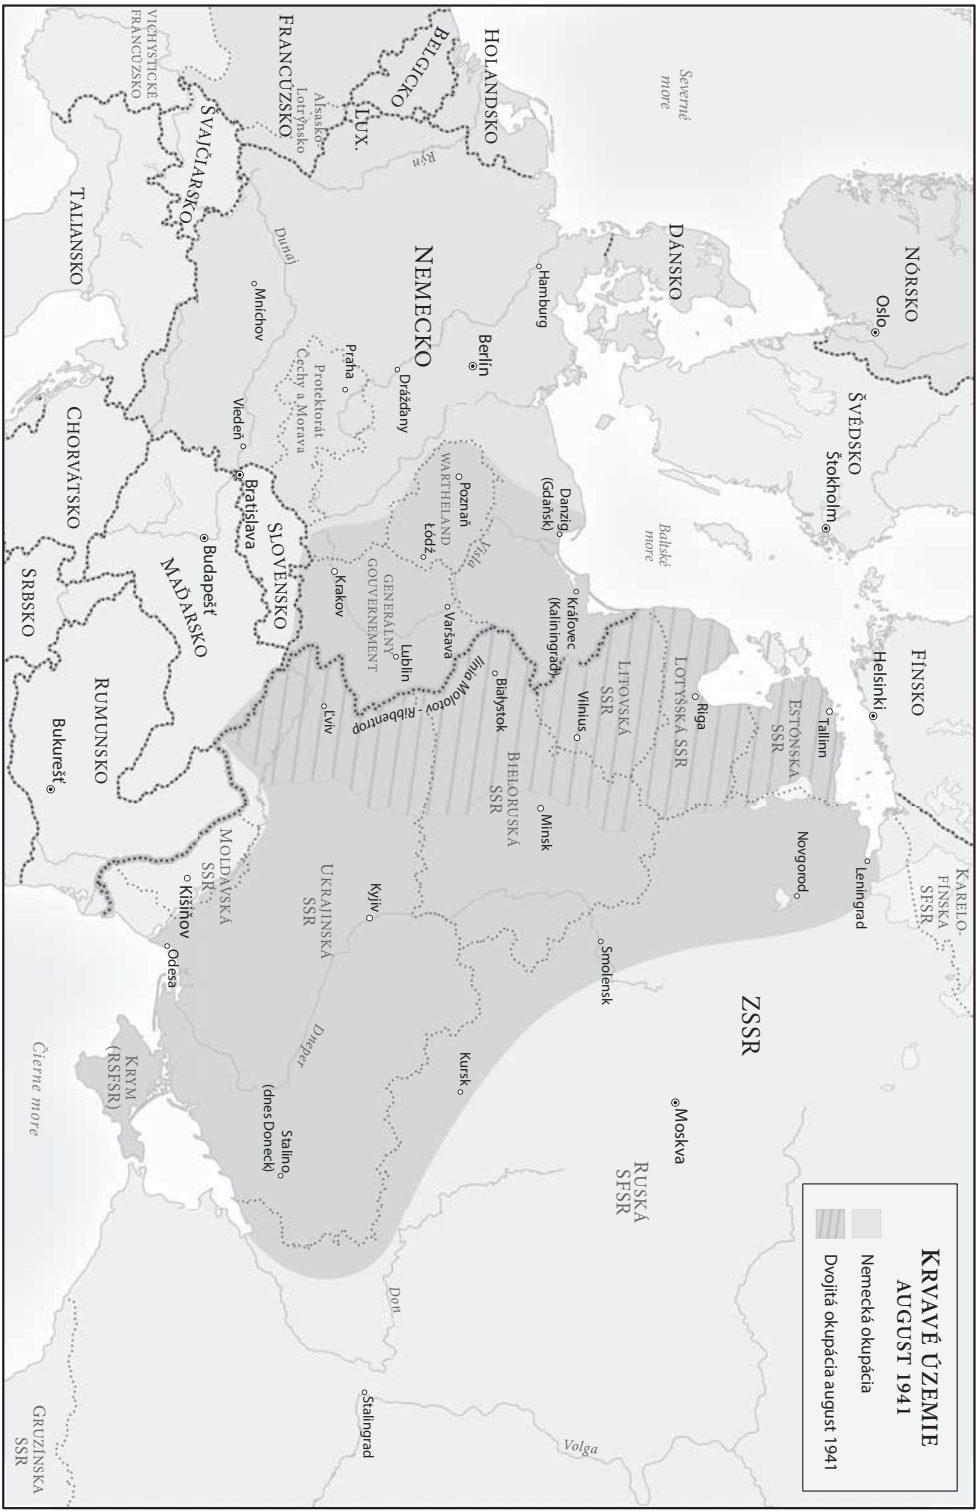 KRVAVÉ ÚZEMIE
AUGUST 1941
Nemecká okupácia
Dvojitá okupácia august 1941
NÓRSKO
Oslo
ŠVÉDSKO
Štokholm
FÍNSKO
Helsinki
KARELO-
FÍNSKA
SFSR
Leningrad
Novgorod
Severné
more
DÁNSKO
Baltské
more
Tallinn
ESTÓNSKA
SSR
Riga
LOTYŠSKÁ SSR
LITOVSKÁ
SSR
Vilnius
ZSSR
Moskva
RUSKÁ
SFSR
Smolensk
Minsk
BIELORUSKÁ
SSR
HOLANDSKO
BELGICKO
LUX.
FRANCÚZSKO
Alsasko-
Lotrinsko
VICHYSTICKÉ
FRANCÚZSKO
ŠVAJČIARSKO
TALIANSKO
Rýn
Dunaj
NEMECKO
Hamburg
Berlín
Drážďany
Mníchov
Praha
Protektorát
Čechy a Morava
Viedeň
Danzig
(Gdaňsk)
Kráľovec
(Kaliningrad)
Poznaň
WARTHELAND
Łódź
Visla
Varšava
GENERÁLNY
GOUVERNEMENT
Krakov
Lublin
Białystok
línia Molotov - Ribbentrop
Ľviv
Bratislava
SLOVENSKO
Budapešť
MAĎARSKO
CHORVÁTSKO
SRBSKO
RUMUNSKO
Bukurešť
MOLDAVSKÁ
SSR
Kišiňov
Odesa
UKRAJINSKÁ
SSR
Kyjiv
Dneper
Kursk
Stalino
(dnes Doneck)
KRYM
(RSFSR)
Čierne more
Don
Stalingrad
Volga
GRUZÍNSKA
SSR